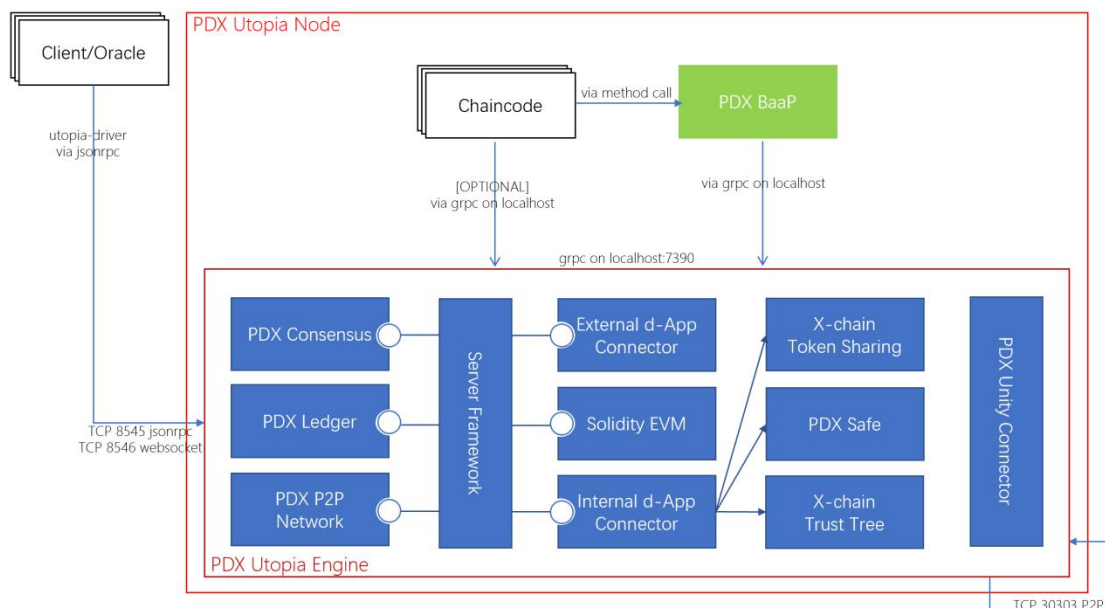 PDX Utopia Node
Client/Oracle
Chaincode
via method call
PDX BaaP
utopia-driver
via jsonrpc
[OPTIONAL]
via grpc on localhost
via grpc on localhost
grpc on localhost:7390
PDX Consensus
Server Framework
External d-App
Connector
X-chain
Token Sharing
PDX Unity Connector
PDX Ledger
Solidity EVM
PDX Safe
TCP 8545 jsonrpc
TCP 8546 websocket
PDX P2P
Network
Internal d-App
Connector
X-chain
Trust Tree
PDX Utopia Engine
TCP 30303 P2P